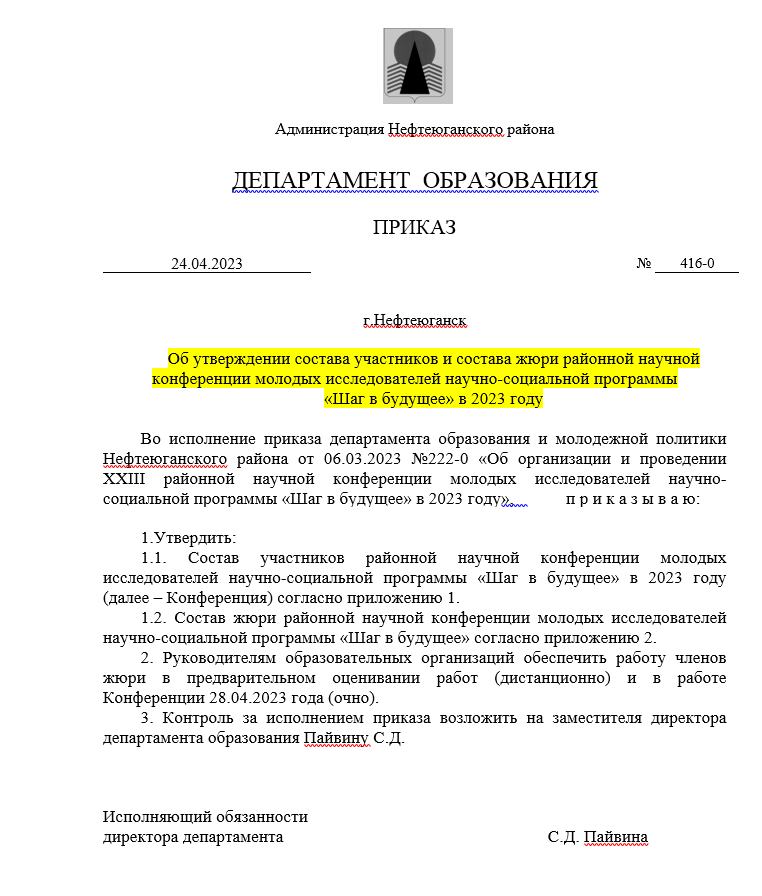 Администрация Нефтеюганского района
ДЕПАРТАМЕНТ ОБРАЗОВАНИЯ
ПРИКАЗ
24.04.2023 № 416-0
г.Нефтеюганск
Об утверждении состава участников и состава жюри районной научной
конференции молодых исследователей научно-социальной программы
«Шаг в будущее» в 2023 году
Во исполнение приказа департамента образования и молодежной политики
Нефтеюганского района от 06.03.2023 №222-0 «Об организации и проведении
XXIII районной научной конференции молодых исследователей научно-
социальной программы «Шаг в будущее» в 2023 году», п р и к а з ы в а ю:
1.Утвердить:
1.1. Состав участников районной научной конференции молодых
исследователей научно-социальной программы «Шаг в будущее» в 2023 году
(далее – Конференция) согласно приложению 1.
1.2. Состав жюри районной научной конференции молодых исследователей
научно-социальной программы «Шаг в будущее» согласно приложению 2.
2. Руководителям образовательных организаций обеспечить работу членов
жюри в предварительном оценивании работ (дистанционно) и в работе
Конференции 28.04.2023 года (очно).
3. Контроль за исполнением приказа возложить на заместителя директора
департамента образования Пайвину С.Д.
Исполняющий обязанности
директора департамента С.Д. Пайвина